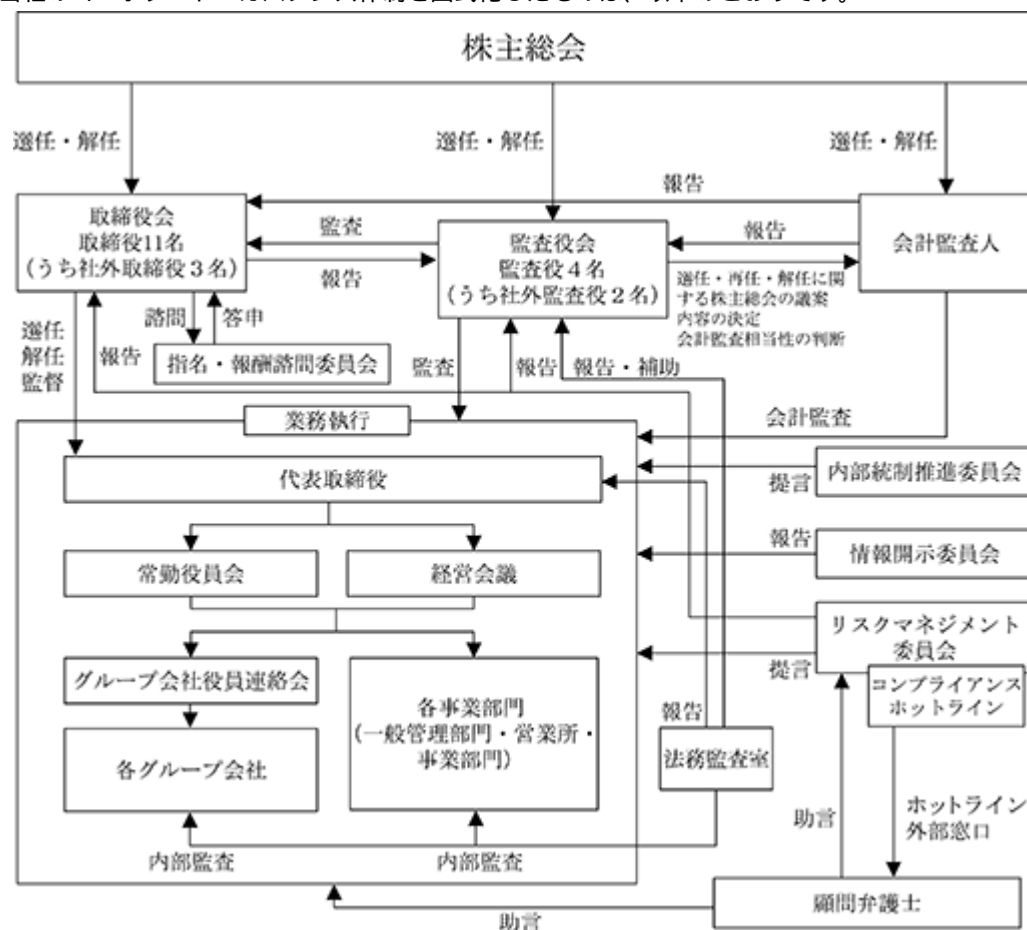 株主総会
選任・解任
選任・解任
選任・解任
報告
取締役会
取締役11名
(うち社外取締役3名)
監査
報告
監査役会
監査役4名
(うち社外監査役2名)
報告
会計監査人
選任・再任・解任に関
する株主総会の議案
内容の決定
会計監査相当性の判断
選任
解任
監督
報告
諮問
答申
指名・報酬諮問委員会
監査
報告
報告・補助
会計監査
業務執行
代表取締役
内部統制推進委員会
提言
常勤役員会
経営会議
報告
情報開示委員会
リスクマネジメント
委員会
提言
コンプライアンス
ホットライン
グループ会社役員連絡会
各事業部門
(一般管理部門・営業所・
事業部門)
各グループ会社
報告
法務監査室
内部監査
内部監査
助言
ホットライン
外部窓口
顧問弁護士
助言